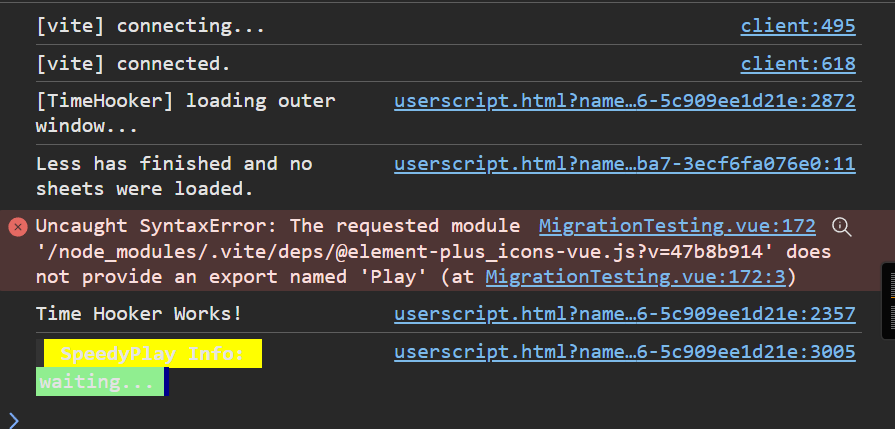 [vite] connecting... client:495
[vite] connected. client:618
[TimeHooker] loading outer userscript.html?name…6-5c909ee1d21e:2872
window...
Less has finished and no userscript.html?name…ba7-3ecf6fa076e0:11
sheets were loaded.
Uncaught SyntaxError: The requested module MigrationTesting.vue:172
'/node_modules/.vite/deps/@element-plus_icons-vue.js?v=47b8b914' does
not provide an export named 'Play' (at MigrationTesting.vue:172:3)
Time Hooker Works! userscript.html?name…6-5c909ee1d21e:2357
SpeedyPlay Info: userscript.html?name…6-5c909ee1d21e:3005
waiting...